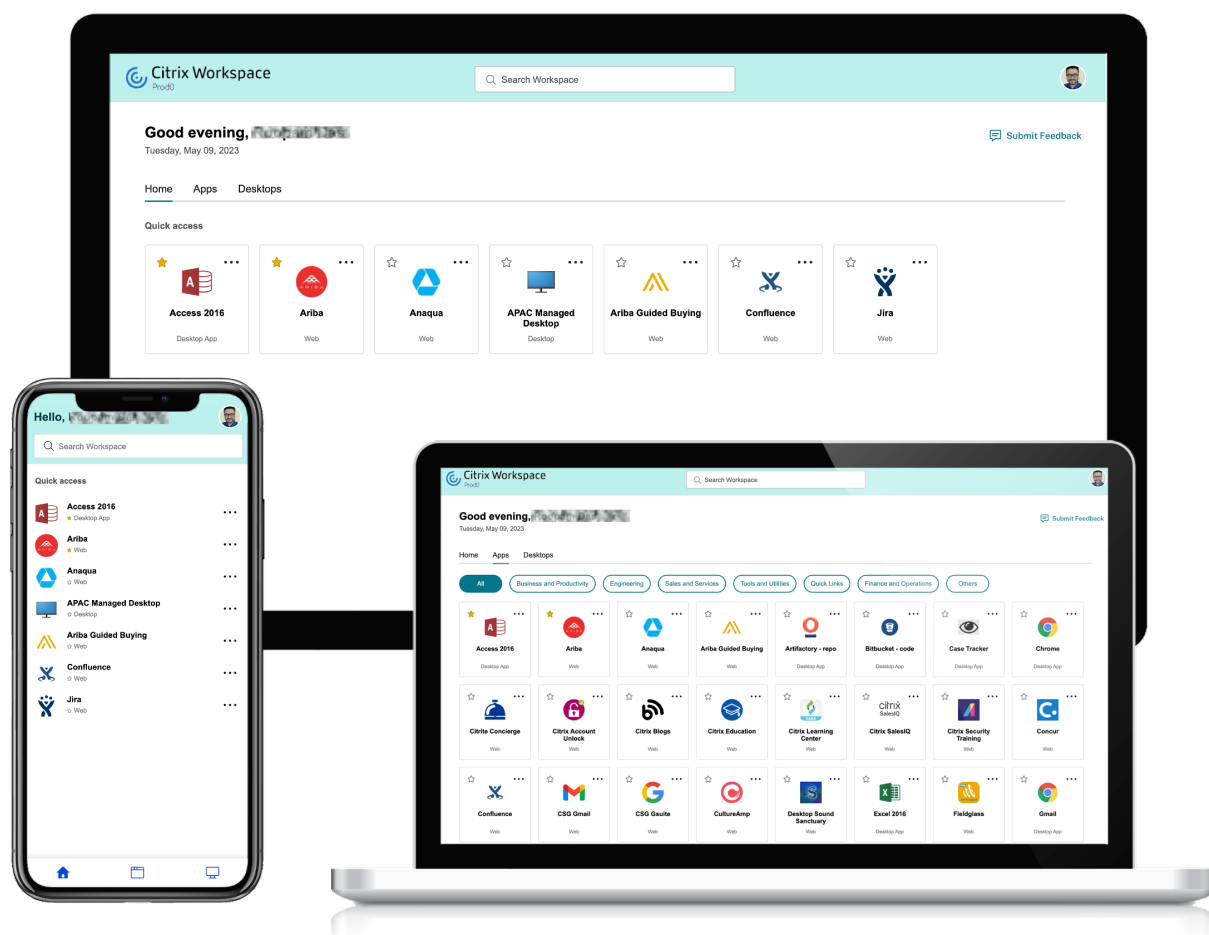 Citrix Workspace
Prod0
Search Workspace
Good evening,
Tuesday, May 09, 2023
Submit Feedback
Home Apps Desktops
Quick access
Access 2016
Desktop App
Ariba
Web
Anaqua
Web
APAC Managed
Desktop
Desktop
Ariba Guided Buying
Web
Confluence
Web
Jira
Web
Hello,
Search Workspace
Quick access
Access 2016
Desktop App
Ariba
Web
Anaqua
Web
APAC Managed Desktop
Desktop
Ariba Guided Buying
Web
Confluence
Web
Jira
Web
Citrix Workspace
Prod0
Search Workspace
Good evening,
Tuesday, May 09, 2023
Submit Feedback
Home Apps Desktops
All Business and Productivity Engineering Sales and Services Tools and Utilities Quick Links Finance and Operations Others
Access 2016
Desktop App
Ariba
Web
Anaqua
Web
Ariba Guided Buying
Web
Artifactory - repo
Desktop App
Bitbucket - code
Desktop App
Case Tracker
Desktop App
Chrome
Desktop App
Citrite Concierge
Web
Citrix Account
Unlock
Web
Citrix Blogs
Web
Citrix Education
Web
Citrix Learning
Center
Web
citrix
SalesIQ
Citrix SalesIQ
Web
Citrix Security
Training
Web
Concur
Web
Confluence
Web
CSG Gmail
Web
CSG Gsuite
Web
CultureAmp
Web
Desktop Sound
Sanctuary
Web
Excel 2016
Desktop App
Fieldglass
Web
Gmail
Desktop App